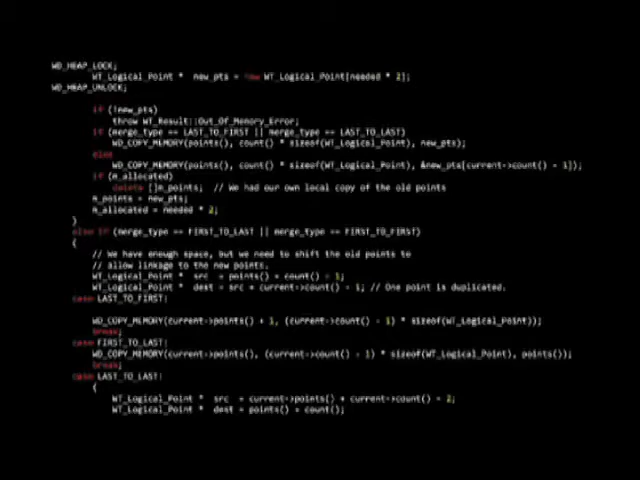 WD_HEAP_LOCK;
WT_Logical_Point * new_pts = new WT_Logical_Point[needed * 2];
WD_HEAP_UNLOCK;
if (!new_pts)
throw WT_Result::Out_Of_Memory_Error;
if (merge_type == LAST_TO_FIRST || merge_type == LAST_TO_LAST)
WD_COPY_MEMORY(points(), count() * sizeof(WT_Logical_Point), new_pts);
else
WD_COPY_MEMORY(points(), count() * sizeof(WT_Logical_Point), &new_pts[current->count() - 1]);
if (m_allocated)
delete []m_points; // We had our own local copy of the old points
m_points = new_pts;
m_allocated = needed * 2;
}
else if (merge_type == FIRST_TO_LAST || merge_type == FIRST_TO_FIRST)
{
// We have enough space, but we need to shift the old points to
// allow linkage to the new points.
WT_Logical_Point * src = points() + count() - 1;
WT_Logical_Point * dest = src + current->count() - 1; // One point is duplicated.
case LAST_TO_FIRST:
WD_COPY_MEMORY(current->points() + 1, (current->count() - 1) * sizeof(WT_Logical_Point));
break;
case FIRST_TO_LAST:
WD_COPY_MEMORY(current->points(), (current->count() - 1) * sizeof(WT_Logical_Point), points());
break;
case LAST_TO_LAST:
{
WT_Logical_Point * src = current->points() + current->count() - 2;
WT_Logical_Point * dest = points() + count();